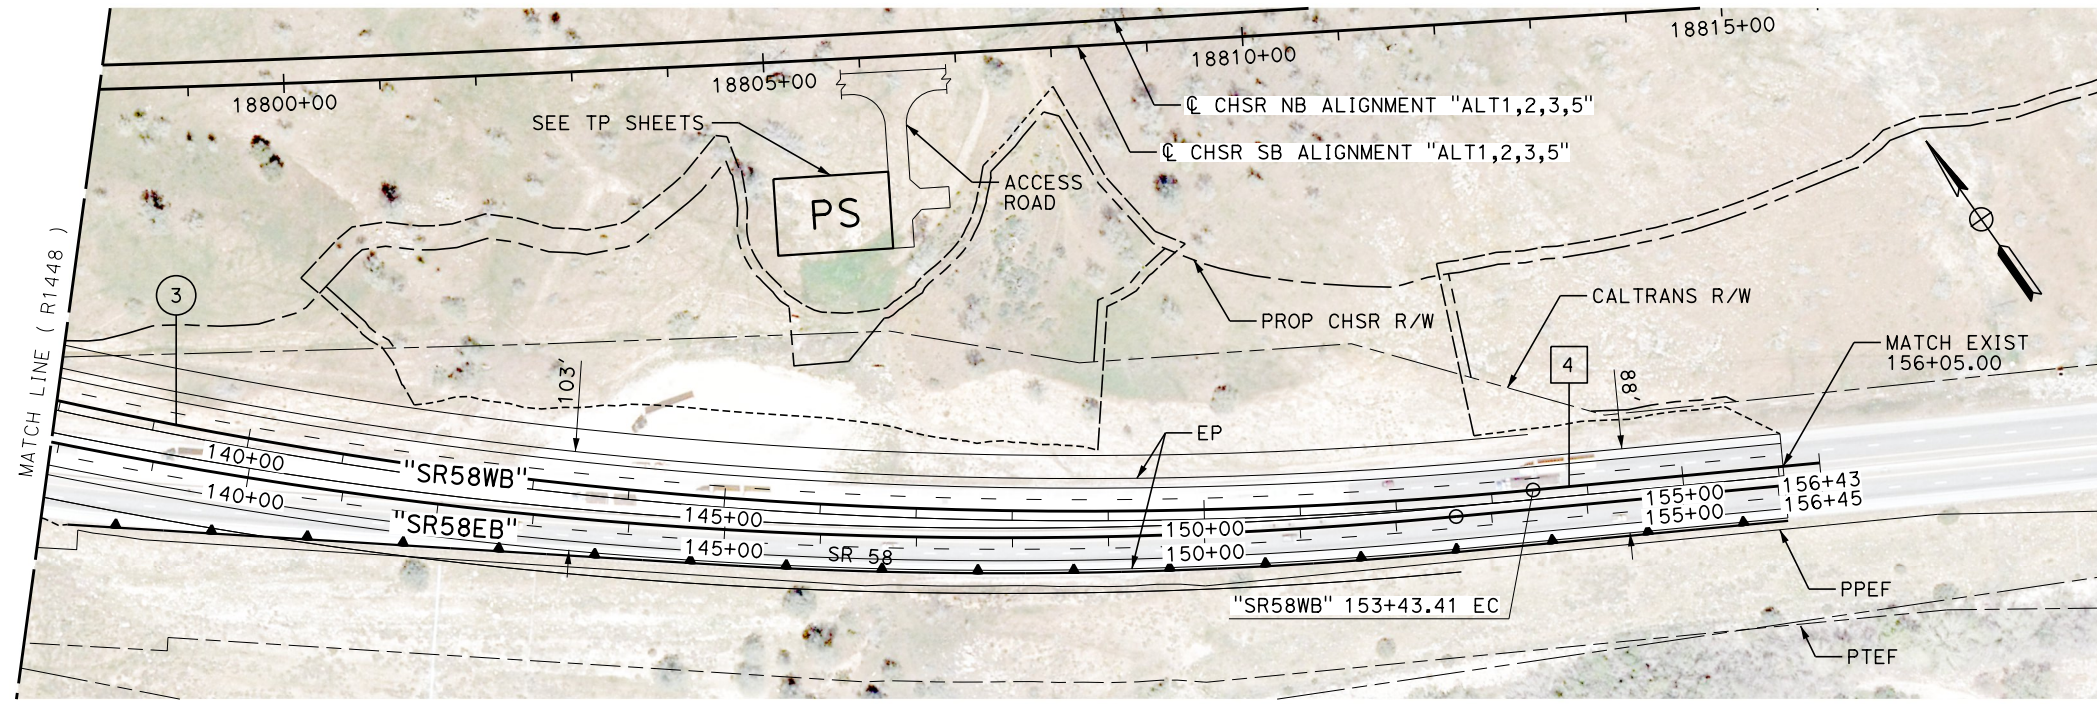 18815+00
18810+00
18805+00
18800+00
℄ CHSR NB ALIGNMENT "ALT1,2,3,5"
SEE TP SHEETS
℄ CHSR SB ALIGNMENT "ALT1,2,3,5"
ACCESS
ROAD
PS
MATCH LINE ( R1448 )
3
CALTRANS R/W
PROP CHSR R/W
MATCH EXIST
156+05.00
4
103'
88'
EP
140+00
"SR58WB"
156+43
140+00
155+00
156+45
145+00
155+00
"SR58EB"
150+00
145+00
SR 58
150+00
PPEF
"SR58WB" 153+43.41 EC
PTEF